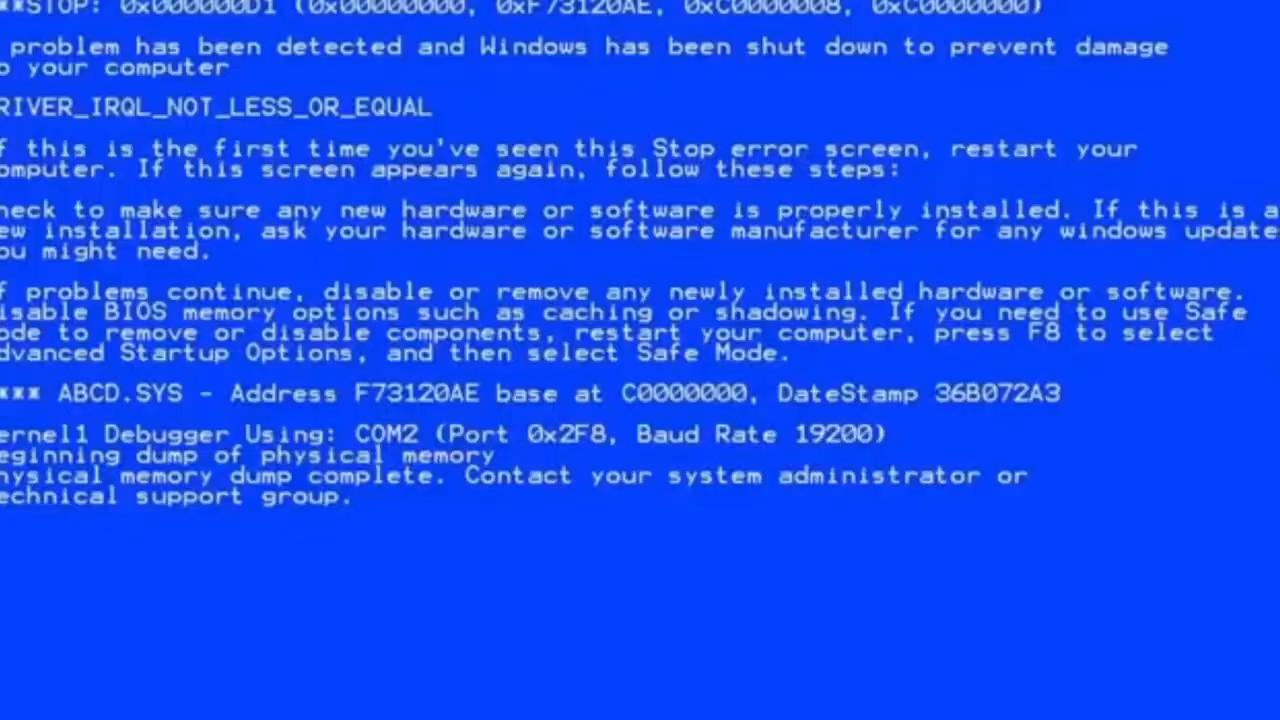 **STOP: 0x000000D1 (0x00000000, 0xF73120AE, 0xC0000008, 0xC0000000)
problem has been detected and Windows has been shut down to prevent damage
o your computer
RIVER_IRQL_NOT_LESS_OR_EQUAL
f this is the first time you've seen this Stop error screen, restart your
omputer. If this screen appears again, follow these steps:
heck to make sure any new hardware or software is properly installed. If this is a
ew installation, ask your hardware or software manufacturer for any windows update
ou might need.
f problems continue, disable or remove any newly installed hardware or software.
isable BIOS memory options such as caching or shadowing. If you need to use Safe
ode to remove or disable components, restart your computer, press F8 to select
dvanced Startup Options, and then select Safe Mode.
*** ABCD.SYS - Address F73120AE base at C0000000, DateStamp 36B072A3
ernel1 Debugger Using: COM2 (Port 0x2F8, Baud Rate 19200)
eginning dump of physical memory
hysical memory dump complete. Contact your system administrator or
echnical support group.